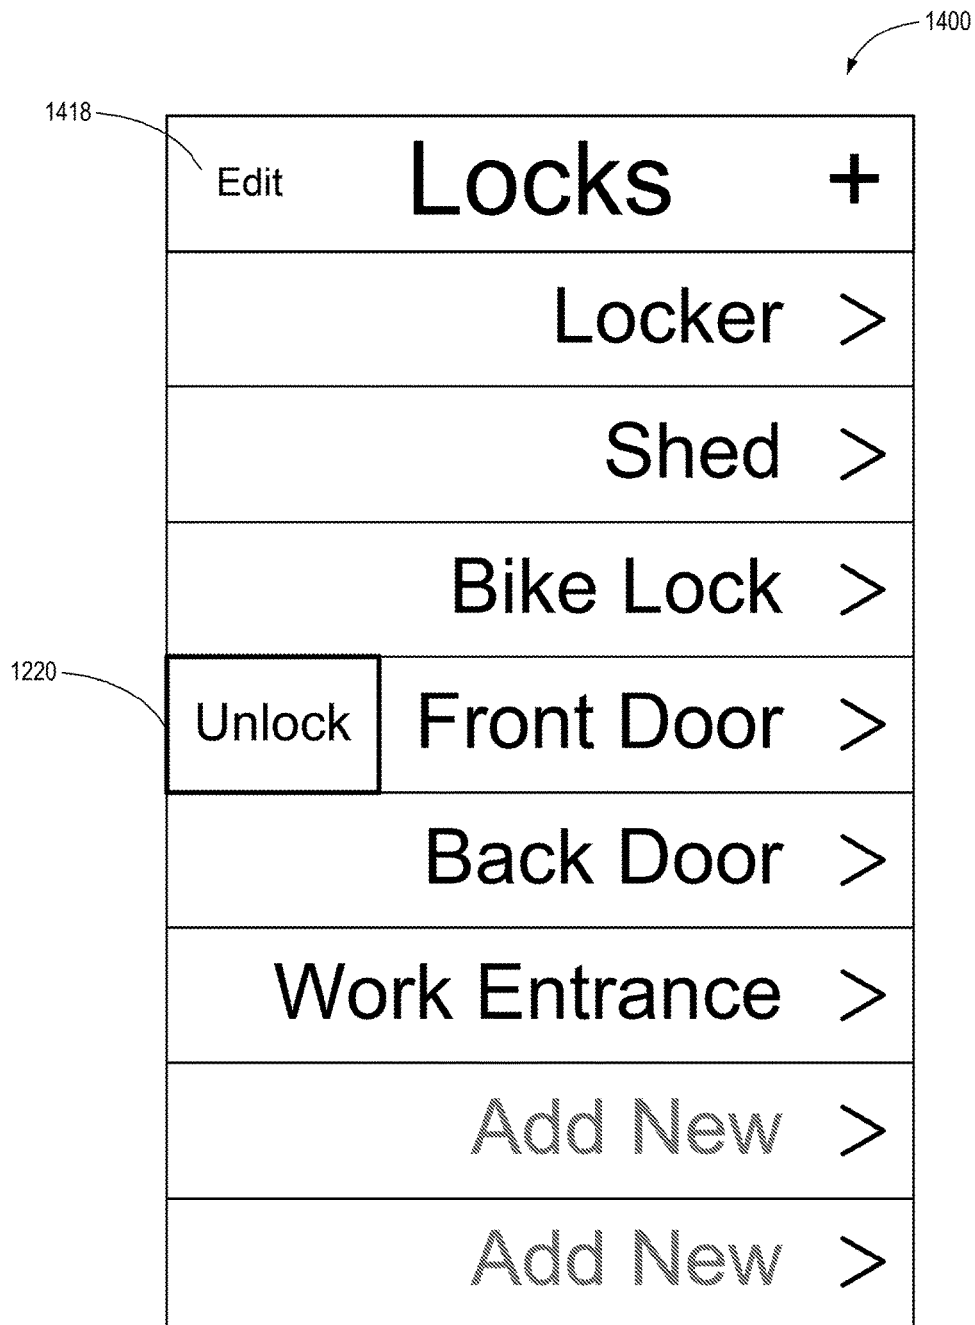 1400
1418
Edit Locks +
Locker >
Shed >
Bike Lock >
1220
Unlock Front Door >
Back Door >
Work Entrance >
Add New >
Add New >